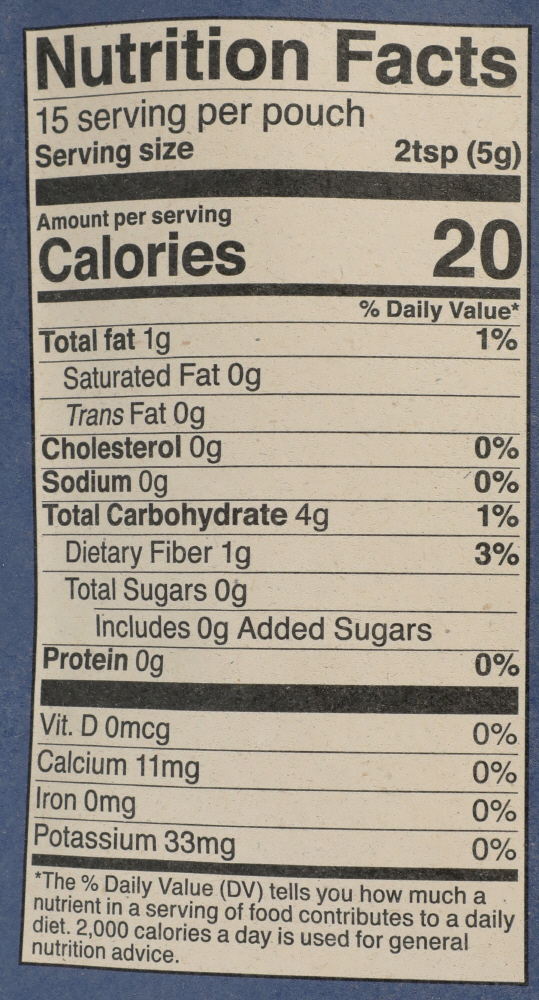 Nutrition Facts
15 serving per pouch
Serving size 2tsp (5g)
Amount per serving
Calories 20
% Daily Value*
Total fat 1g 1%
Saturated Fat 0g
Trans Fat 0g
Cholesterol 0g 0%
Sodium 0g 0%
Total Carbohydrate 4g 1%
Dietary Fiber 1g 3%
Total Sugars 0g
Includes 0g Added Sugars
Protein 0g 0%
Vit. D 0mcg 0%
Calcium 11mg 0%
Iron 0mg 0%
Potassium 33mg 0%
*The % Daily Value (DV) tells you how much a
nutrient in a serving of food contributes to a daily
diet. 2,000 calories a day is used for general
nutrition advice.